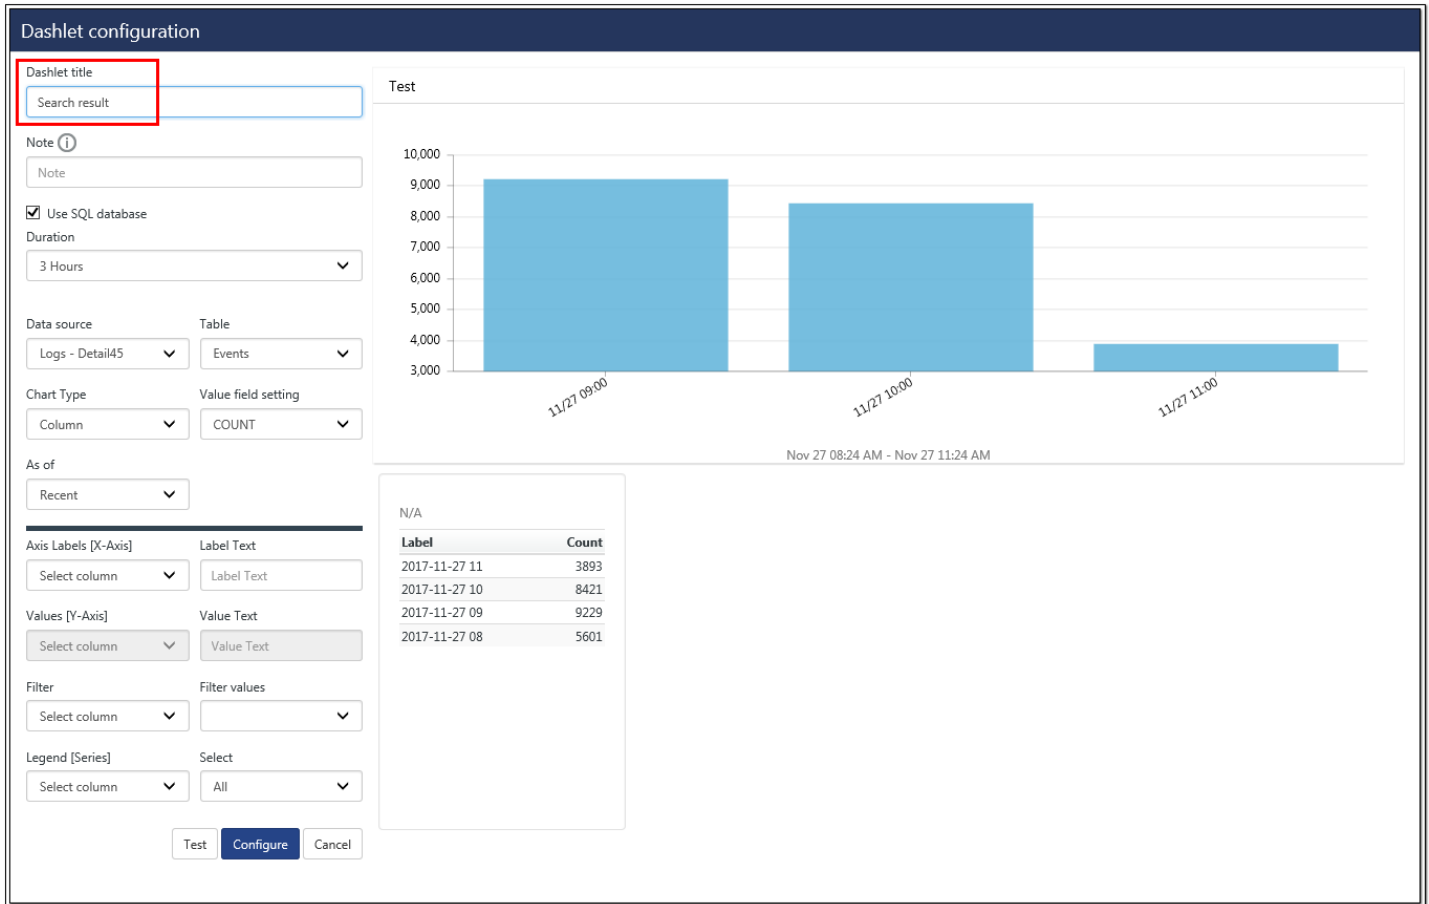 Dashlet configuration
Dashlet title
Search result
Note
Note
Use SQL database
Duration
3 Hours
Data source Table
Logs - Detail45 Events
Chart Type Value field setting
Column COUNT
As of
Recent
Axis Labels [X-Axis] Label Text
Select column Label Text
Values [Y-Axis] Value Text
Select column Value Text
Filter Filter values
Select column
Legend [Series] Select
Select column All
Test Configure Cancel
Test
10,000
9,000
8,000
7,000
6,000
5,000
4,000
3,000
11/27 09:00 11/27 10:00 11/27 11:00
Nov 27 08:24 AM - Nov 27 11:24 AM
N/A
Label Count
2017-11-27 11 3893
2017-11-27 10 8421
2017-11-27 09 9229
2017-11-27 08 5601